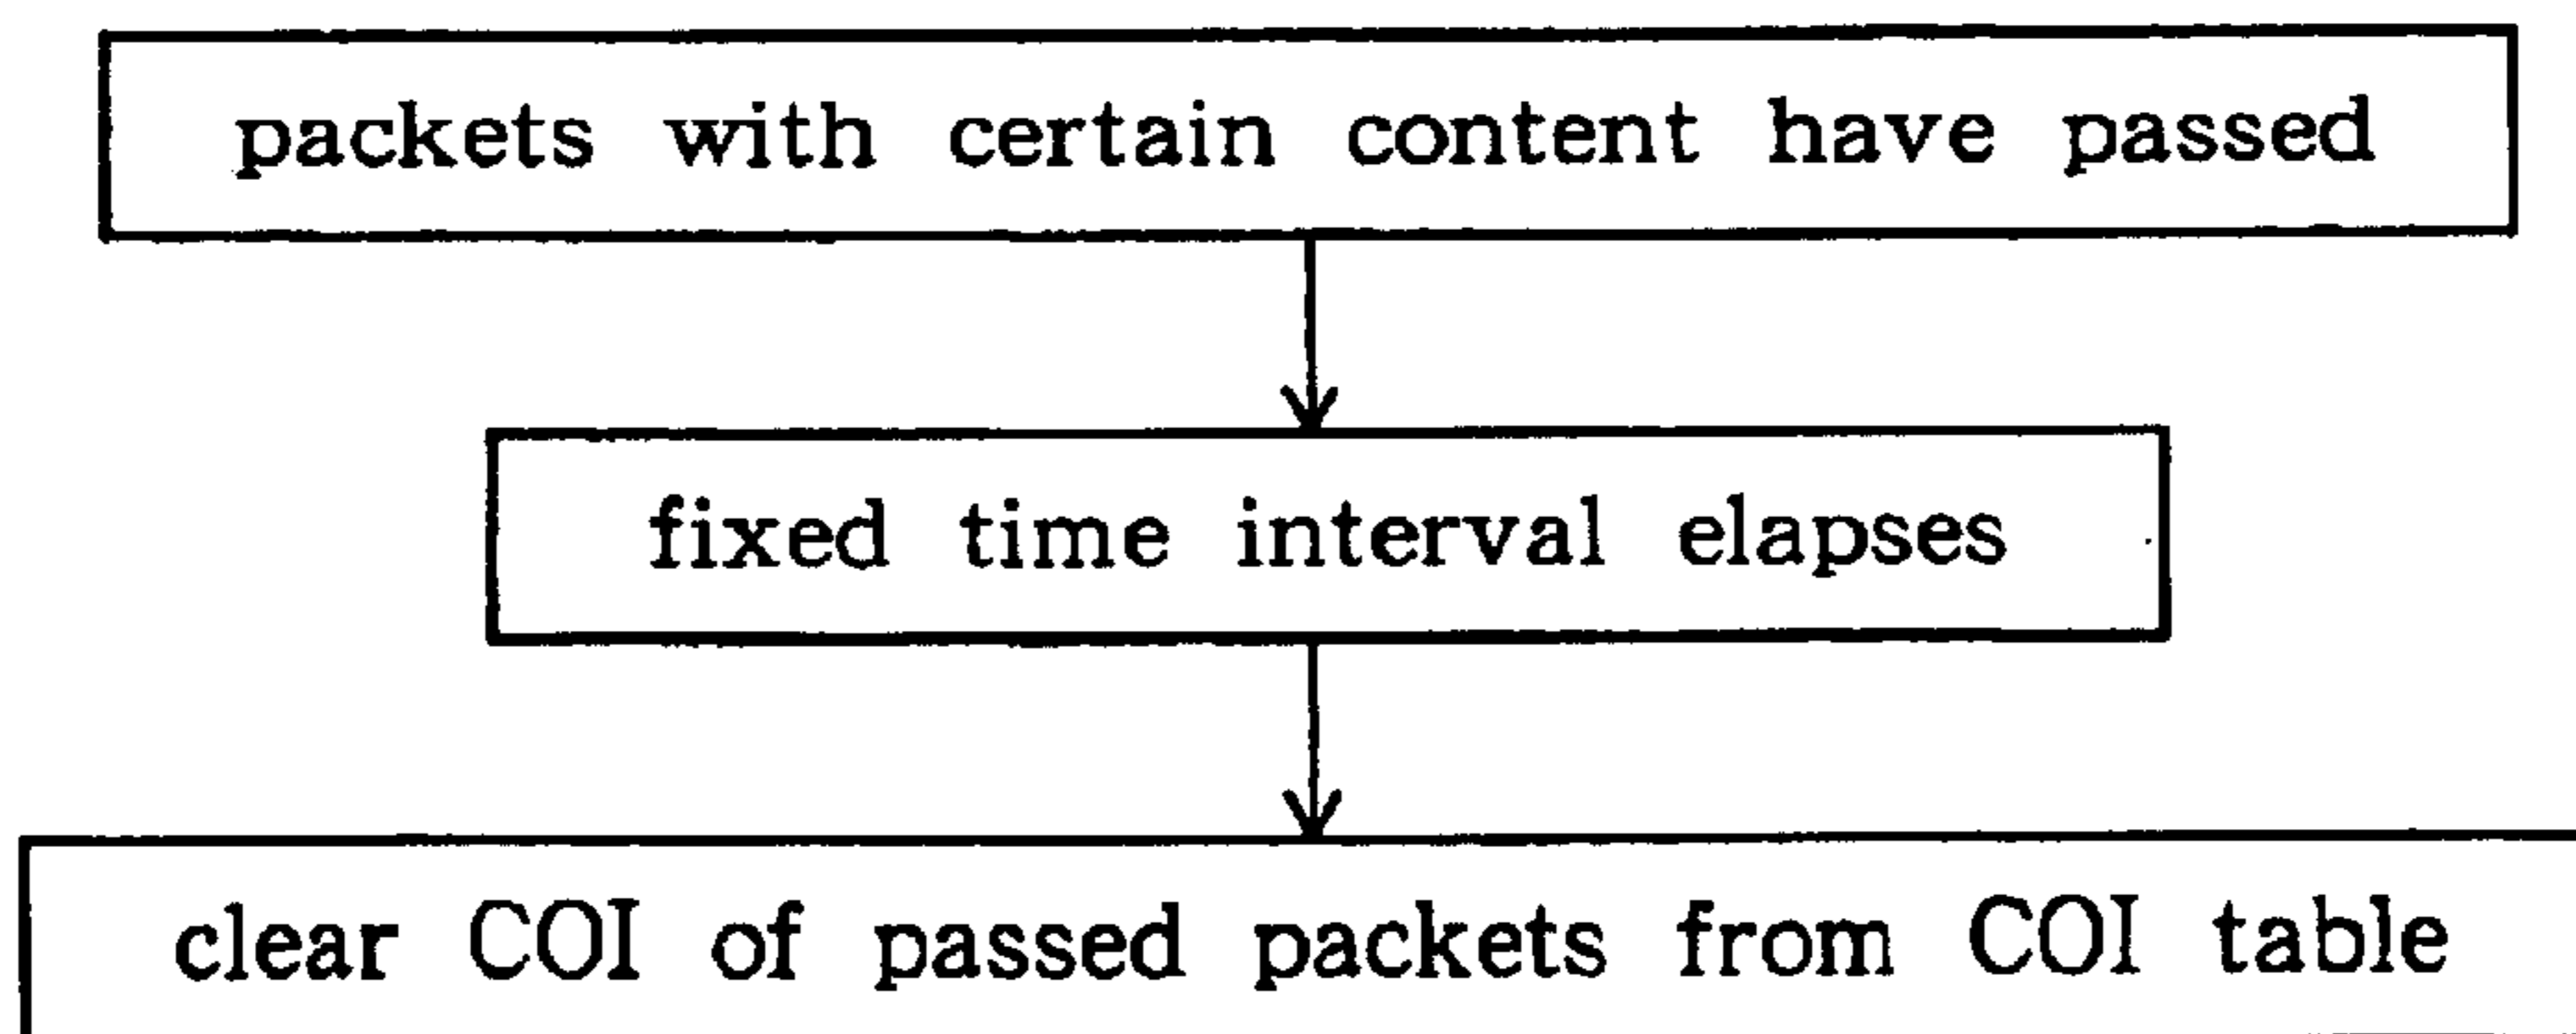 packets with certain content have passed
fixed time interval elapses
clear COI of passed packets from COI table